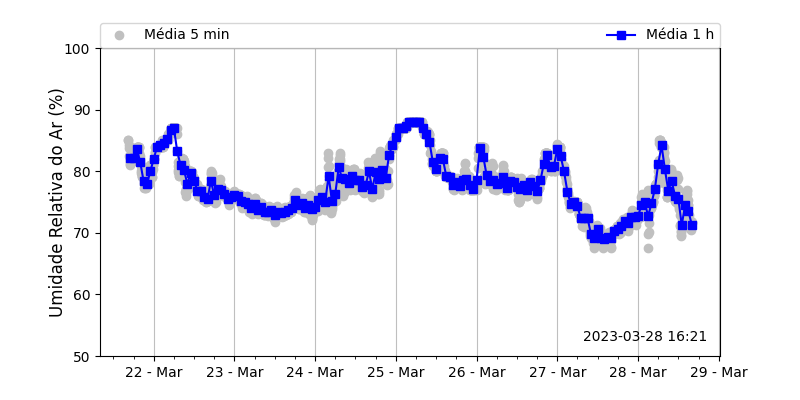 Média 5 min
Média 1 h
Umidade Relativa do Ar (%)
100
90
80
70
60
50
2023-03-28 16:21
22 - Mar
23 - Mar
24 - Mar
25 - Mar
26 - Mar
27 - Mar
28 - Mar
29 - Mar